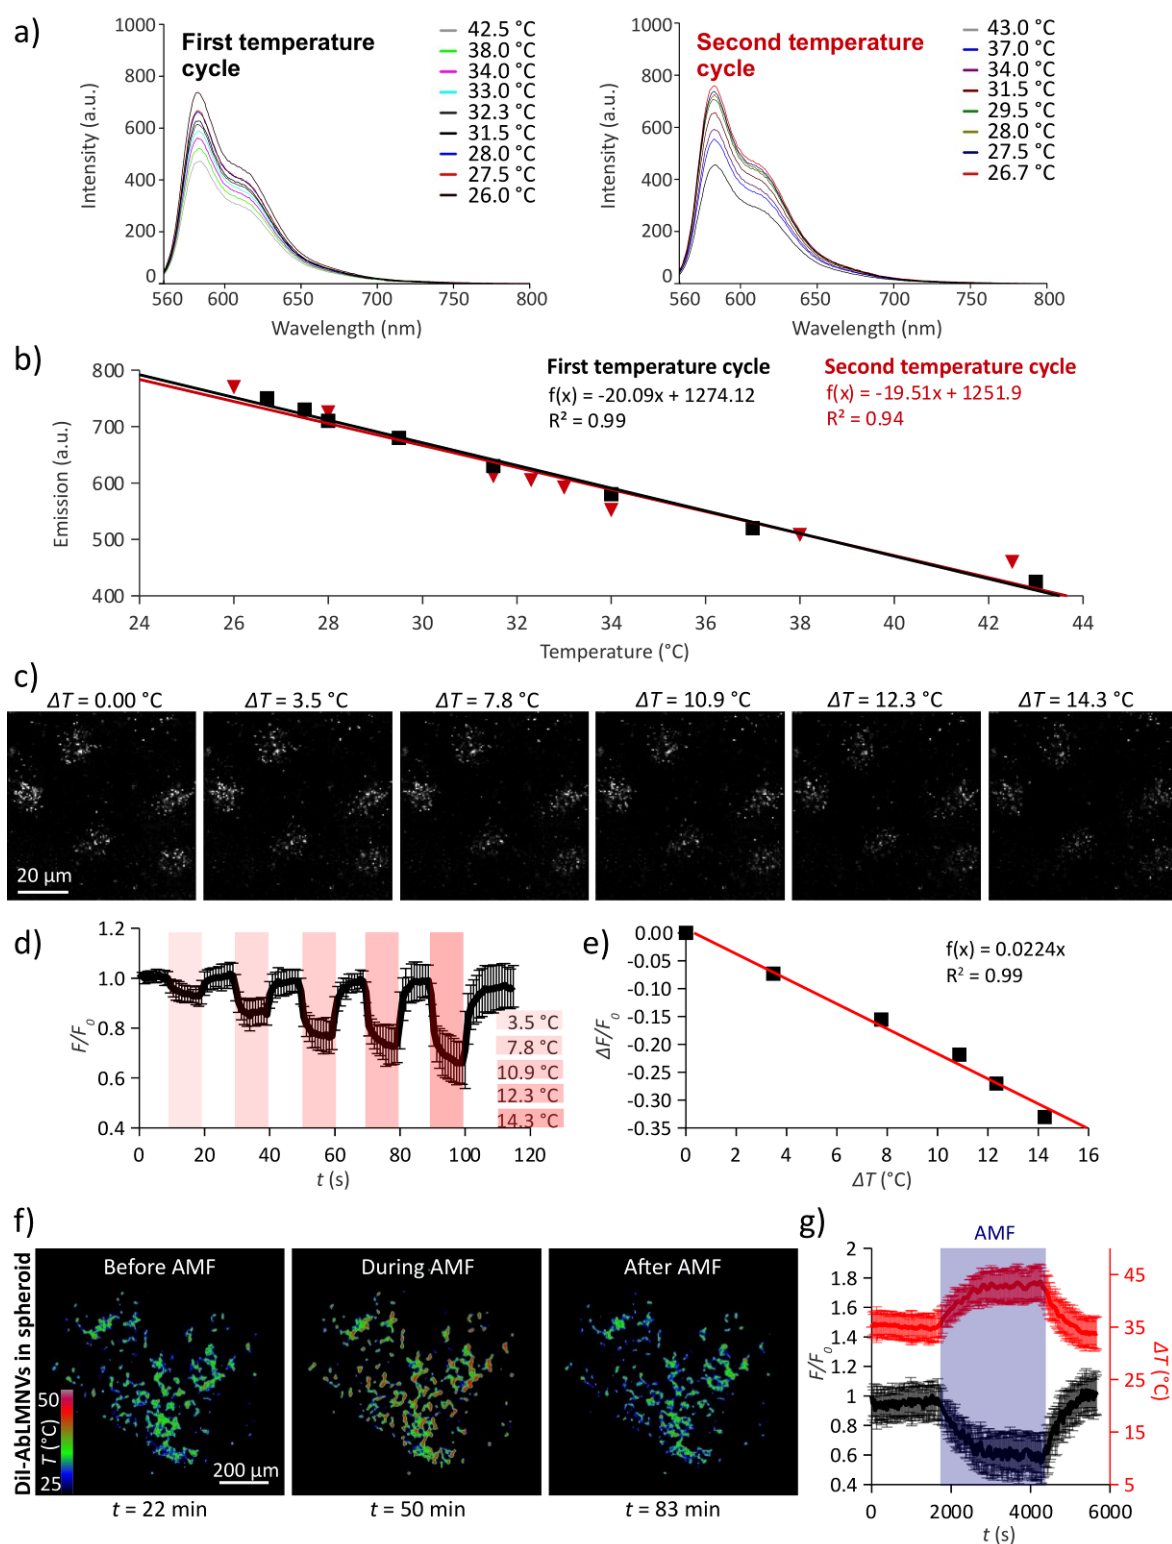 a)
First temperature
cycle
Intensity (a.u.)
1000
800
600
400
200
0
560
600
650
700
750
800
Wavelength (nm)
42.5 °C
38.0 °C
34.0 °C
33.0 °C
32.3 °C
31.5 °C
28.0 °C
27.5 °C
26.0 °C
Second temperature
cycle
Intensity (a.u.)
1000
800
600
400
200
0
560
600
650
700
750
800
Wavelength (nm)
43.0 °C
37.0 °C
34.0 °C
31.5 °C
29.5 °C
28.0 °C
27.5 °C
26.7 °C
b)
First temperature cycle
f(x) = -20.09x + 1274.12
R² = 0.99
Second temperature cycle
f(x) = -19.51x + 1251.9
R² = 0.94
Emission (a.u.)
800
700
600
500
400
24
26
28
30
32
34
36
38
40
42
44
Temperature (°C)
c)
ΔT = 0.00 °C
ΔT = 3.5 °C
ΔT = 7.8 °C
ΔT = 10.9 °C
ΔT = 12.3 °C
ΔT = 14.3 °C
20 µm
d)
F/F₀
1.2
1.0
0.8
0.6
0.4
0
20
40
60
80
100
120
t (s)
3.5 °C
7.8 °C
10.9 °C
12.3 °C
14.3 °C
e)
f(x) = 0.0224x
R² = 0.99
ΔF/F₀
0.00
-0.05
-0.10
-0.15
-0.20
-0.25
-0.30
-0.35
0
2
4
6
8
10
12
14
16
ΔT (°C)
f)
Dil-AbLMNVs in spheroid
Before AMF
During AMF
After AMF
50
T (°C)
25
200 µm
t = 22 min
t = 50 min
t = 83 min
g)
AMF
F/F₀
2
1.8
1.6
1.4
1.2
1
0.8
0.6
0.4
0
2000
4000
6000
t (s)
45
35
25
15
5
ΔT (°C)